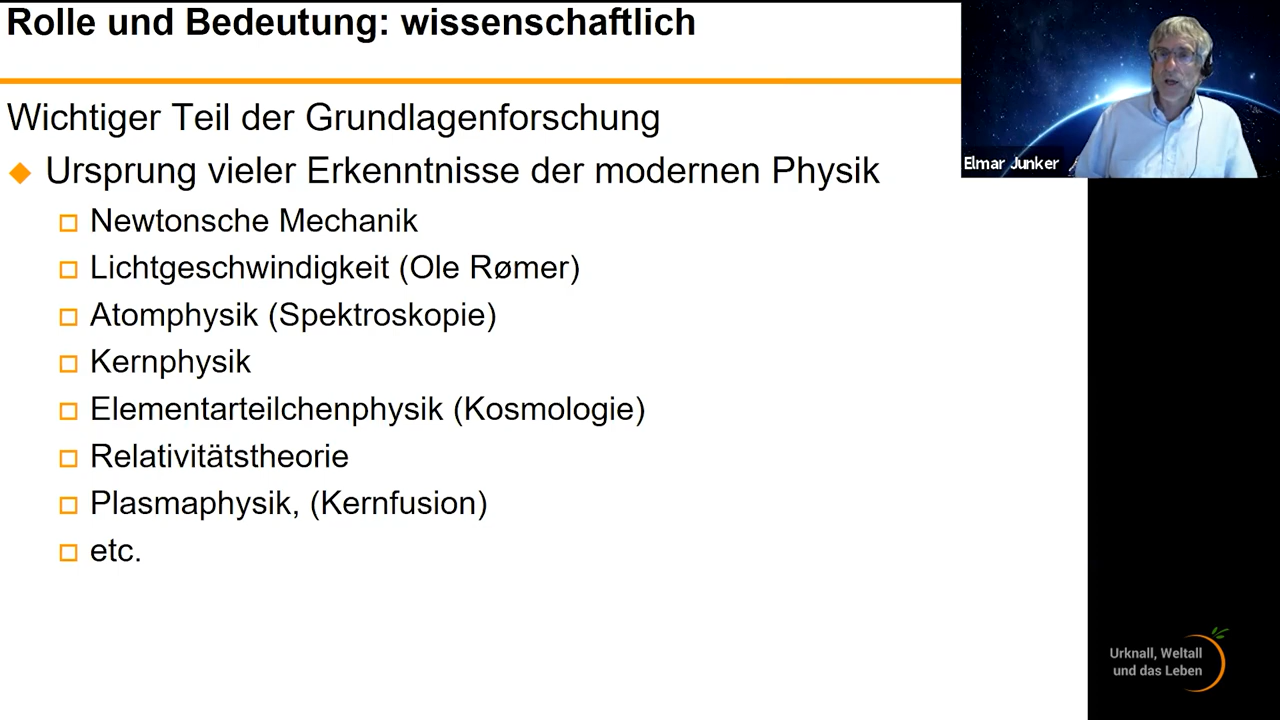 Rolle und Bedeutung: wissenschaftlich
Wichtiger Teil der Grundlagenforschung
Ursprung vieler Erkenntnisse der modernen Physik
Newtonsche Mechanik
Lichtgeschwindigkeit (Ole Rømer)
Atomphysik (Spektroskopie)
Kernphysik
Elementarteilchenphysik (Kosmologie)
Relativitätstheorie
Plasmaphysik, (Kernfusion)
etc.
Elmar Junker
Urknall, Weltall
und das Leben